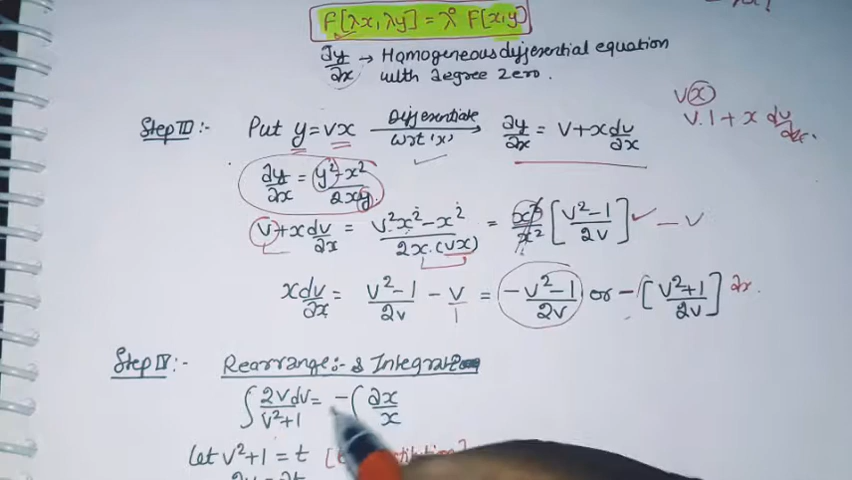 F[λx, λy] = λ⁰ F(x,y)
dy/dx → Homogeneous differential equation
with degree zero.
Step III :- Put y = vx Differentiate w.r.t 'x' → dy/dx = v + x dv/dx
v(x)
v.1 + x dv/dx.
dy/dx = y²-x²/2xy.
v + x dv/dx = v²x²-x²/2x.(vx) = x²/x² [v²-1/2v] ✓ - v
x dv/dx = v²-1/2v - v/1 = -v²-1/2v or - [v²+1/2v] dx.
Step IV :- Rearrange :- & Integrate
∫ 2vdv/v²+1 = - ∫ dx/x
let v²+1 = t